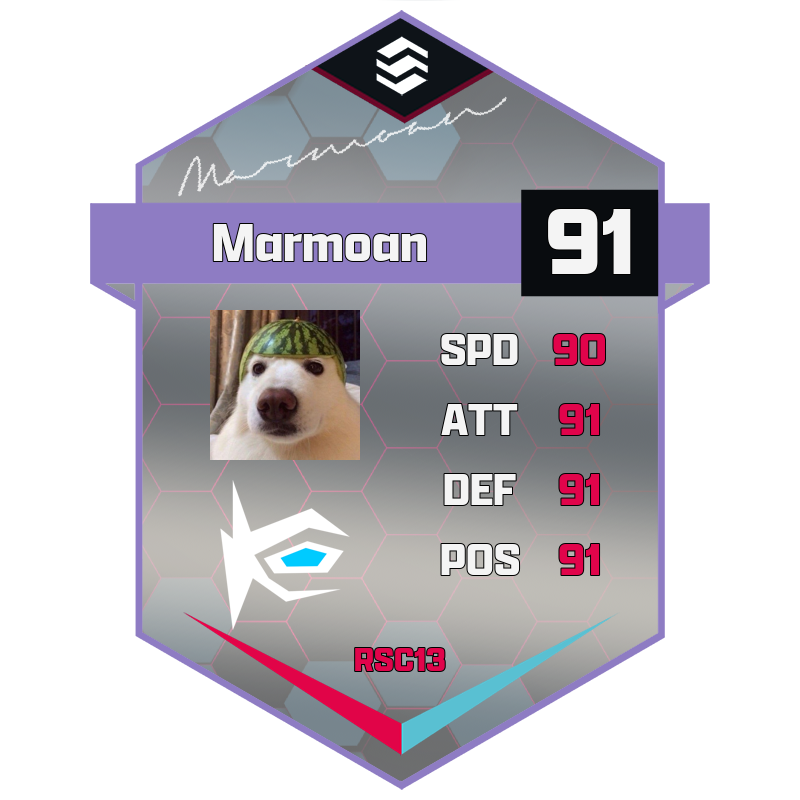 Marmoan
Marmoan 91
SPD 90
ATT 91
DEF 91
POS 91
RSC13